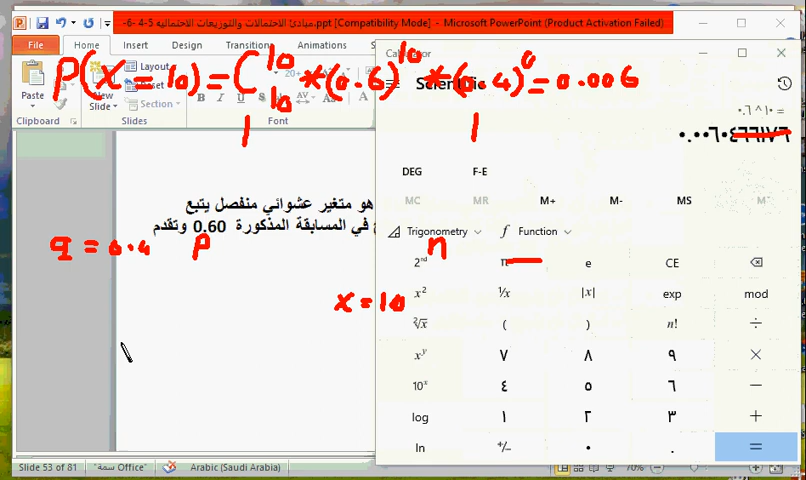 مبادئ الاحتمالات والتوزيعات الاحتمالية 5-4 -6-.ppt [Compatibility Mode] - Microsoft PowerPoint (Product Activation Failed)
File Home Insert Design Transitions Animations
P(X=10) = C 10 10 * (0.6)^10 * (0.4)^0 = 0.006
1 1
Paste
New Slide
Layout
Reset
Section
Clipboard Slides Font
Scientific
٠.٦ ^ ١٠ =
٠.٠٠٦٠٤٦٦١٧٦
DEG F-E
MC MR M+ M- MS M
Trigonometry f Function
2nd π e CE
x² ¹/x |x| exp mod
²√x ( ) n! ÷
xʸ ٧ ٨ ٩ ×
10ˣ ٤ ٥ ٦ −
log ١ ٢ ٣ +
ln +/- ٠ . =
هو متغير عشوائي منفصل يتبع
في المسابقة المذكورة 0.60 وتقدم
q = 0.4 P n
x = 10
Slide 53 of 81 "سمة Office" Arabic (Saudi Arabia) 70%